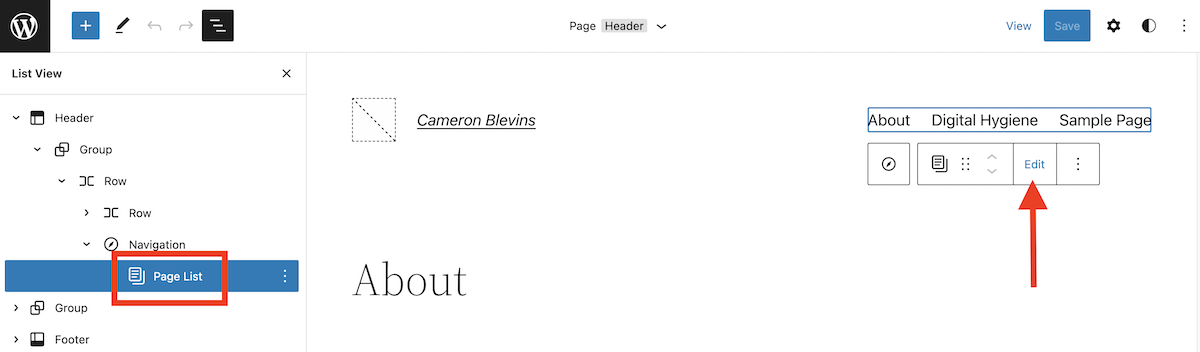 Page Header
View
Save
List View
Header
Group
Row
Row
Navigation
Page List
Group
Footer
Cameron Blevins
About Digital Hygiene Sample Page
Edit
About